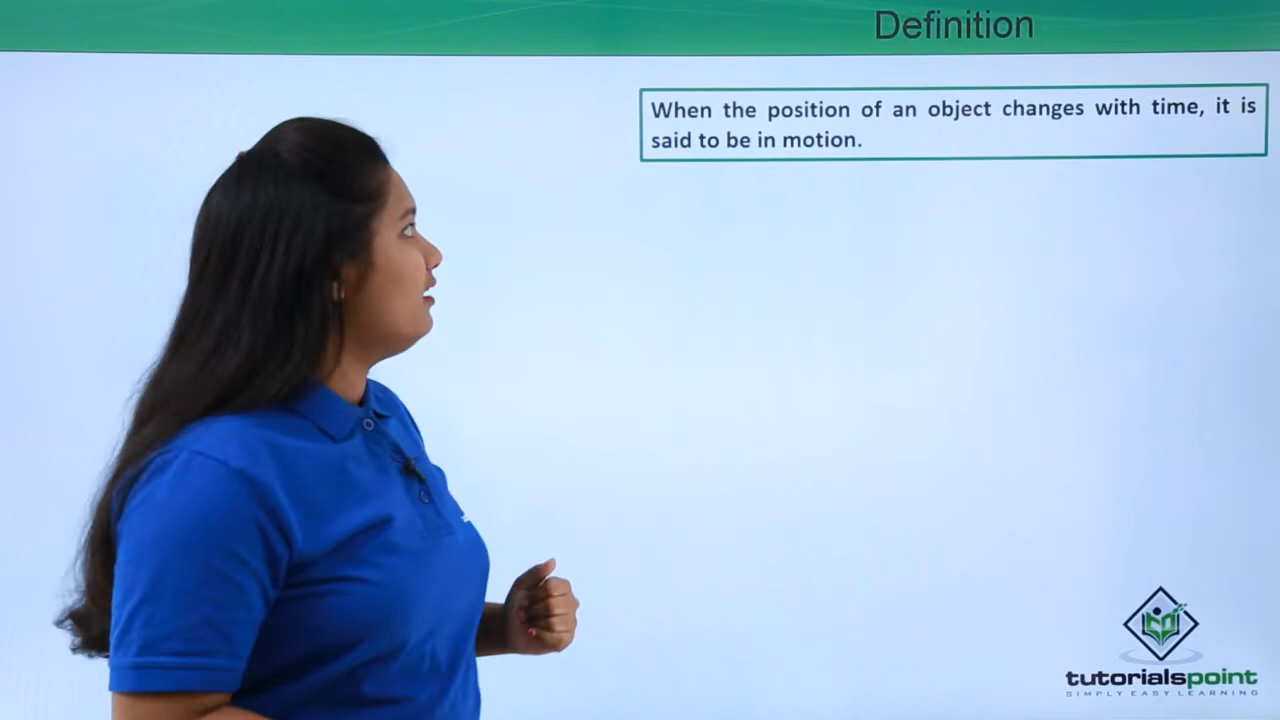 Definition
When the position of an object changes with time, it is
said to be in motion.
tutorialspoint
SIMPLY EASY LEARNING